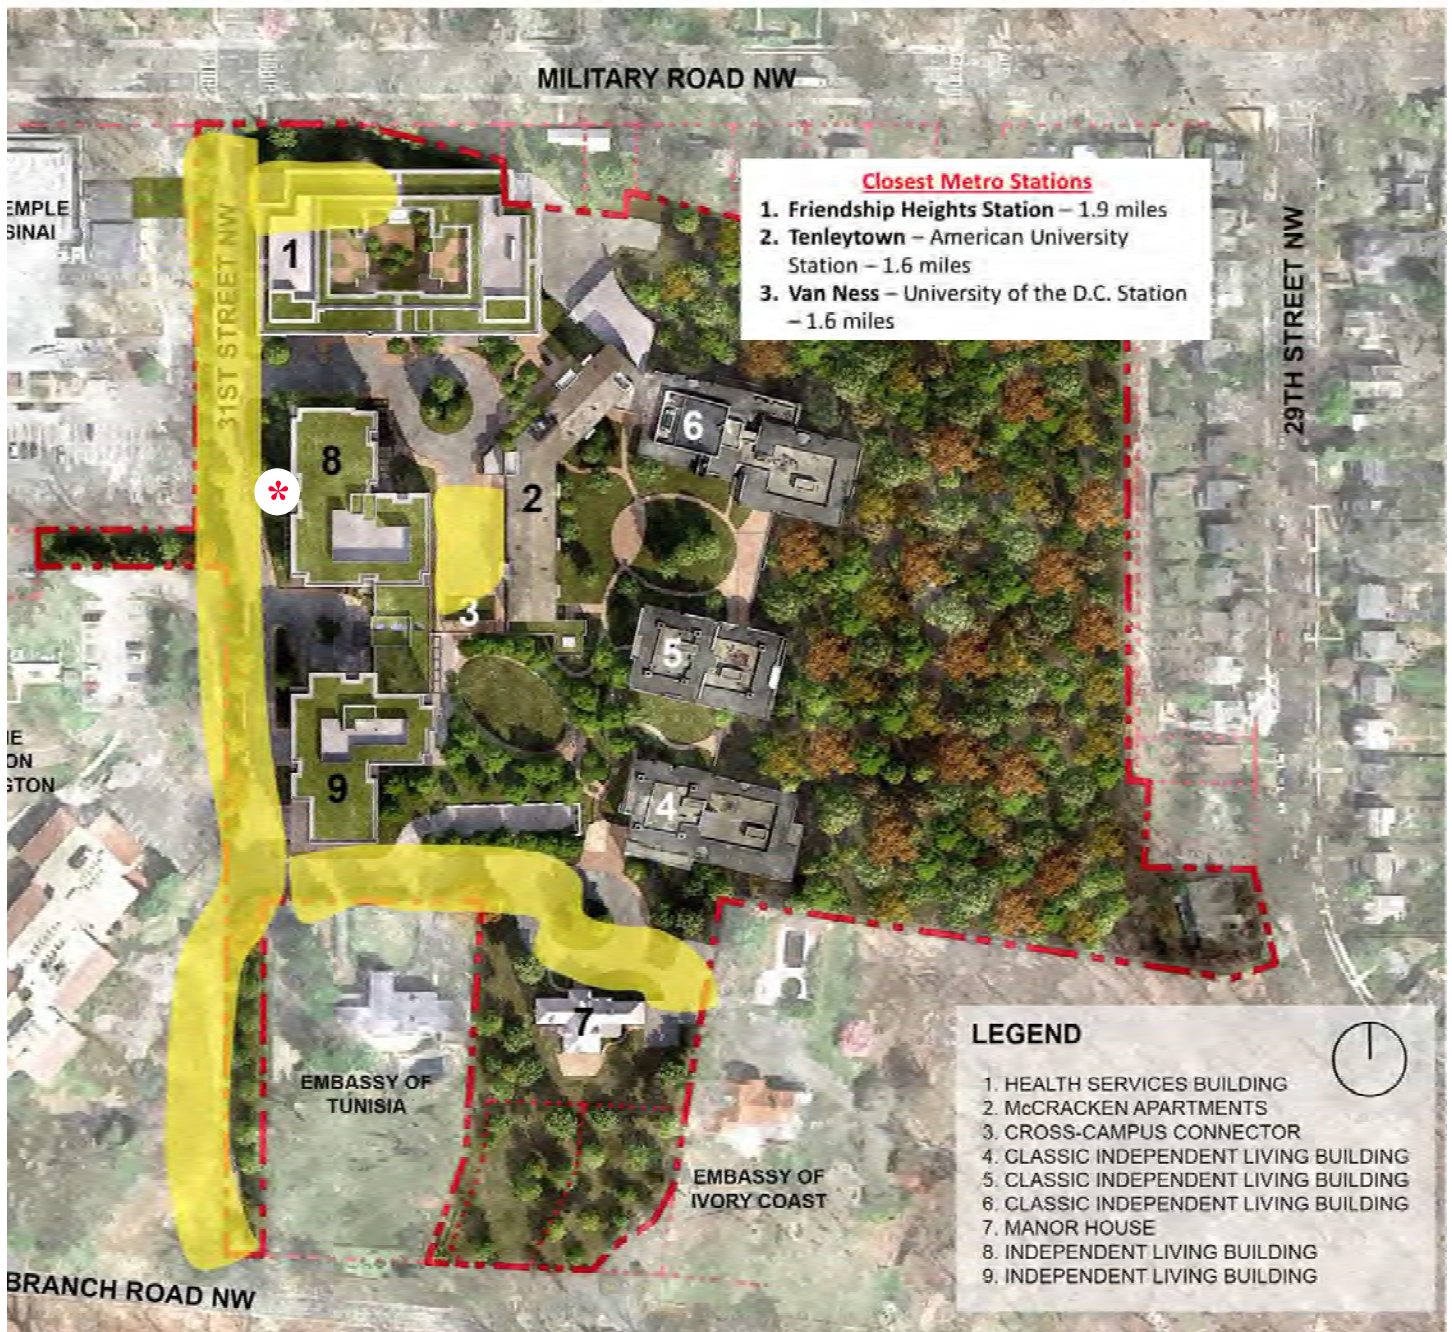 MILITARY ROAD NW
Closest Metro Stations
1. Friendship Heights Station – 1.9 miles
2. Tenleytown – American University
Station – 1.6 miles
3. Van Ness – University of the D.C. Station
– 1.6 miles
EMPLE
SINAI
31ST STREET NW
29TH STREET NW
1
8
2
6
3
5
9
4
7
*
IE
ON
GTON
EMBASSY OF
TUNISIA
EMBASSY OF
IVORY COAST
BRANCH ROAD NW
LEGEND
1. HEALTH SERVICES BUILDING
2. McCRACKEN APARTMENTS
3. CROSS-CAMPUS CONNECTOR
4. CLASSIC INDEPENDENT LIVING BUILDING
5. CLASSIC INDEPENDENT LIVING BUILDING
6. CLASSIC INDEPENDENT LIVING BUILDING
7. MANOR HOUSE
8. INDEPENDENT LIVING BUILDING
9. INDEPENDENT LIVING BUILDING